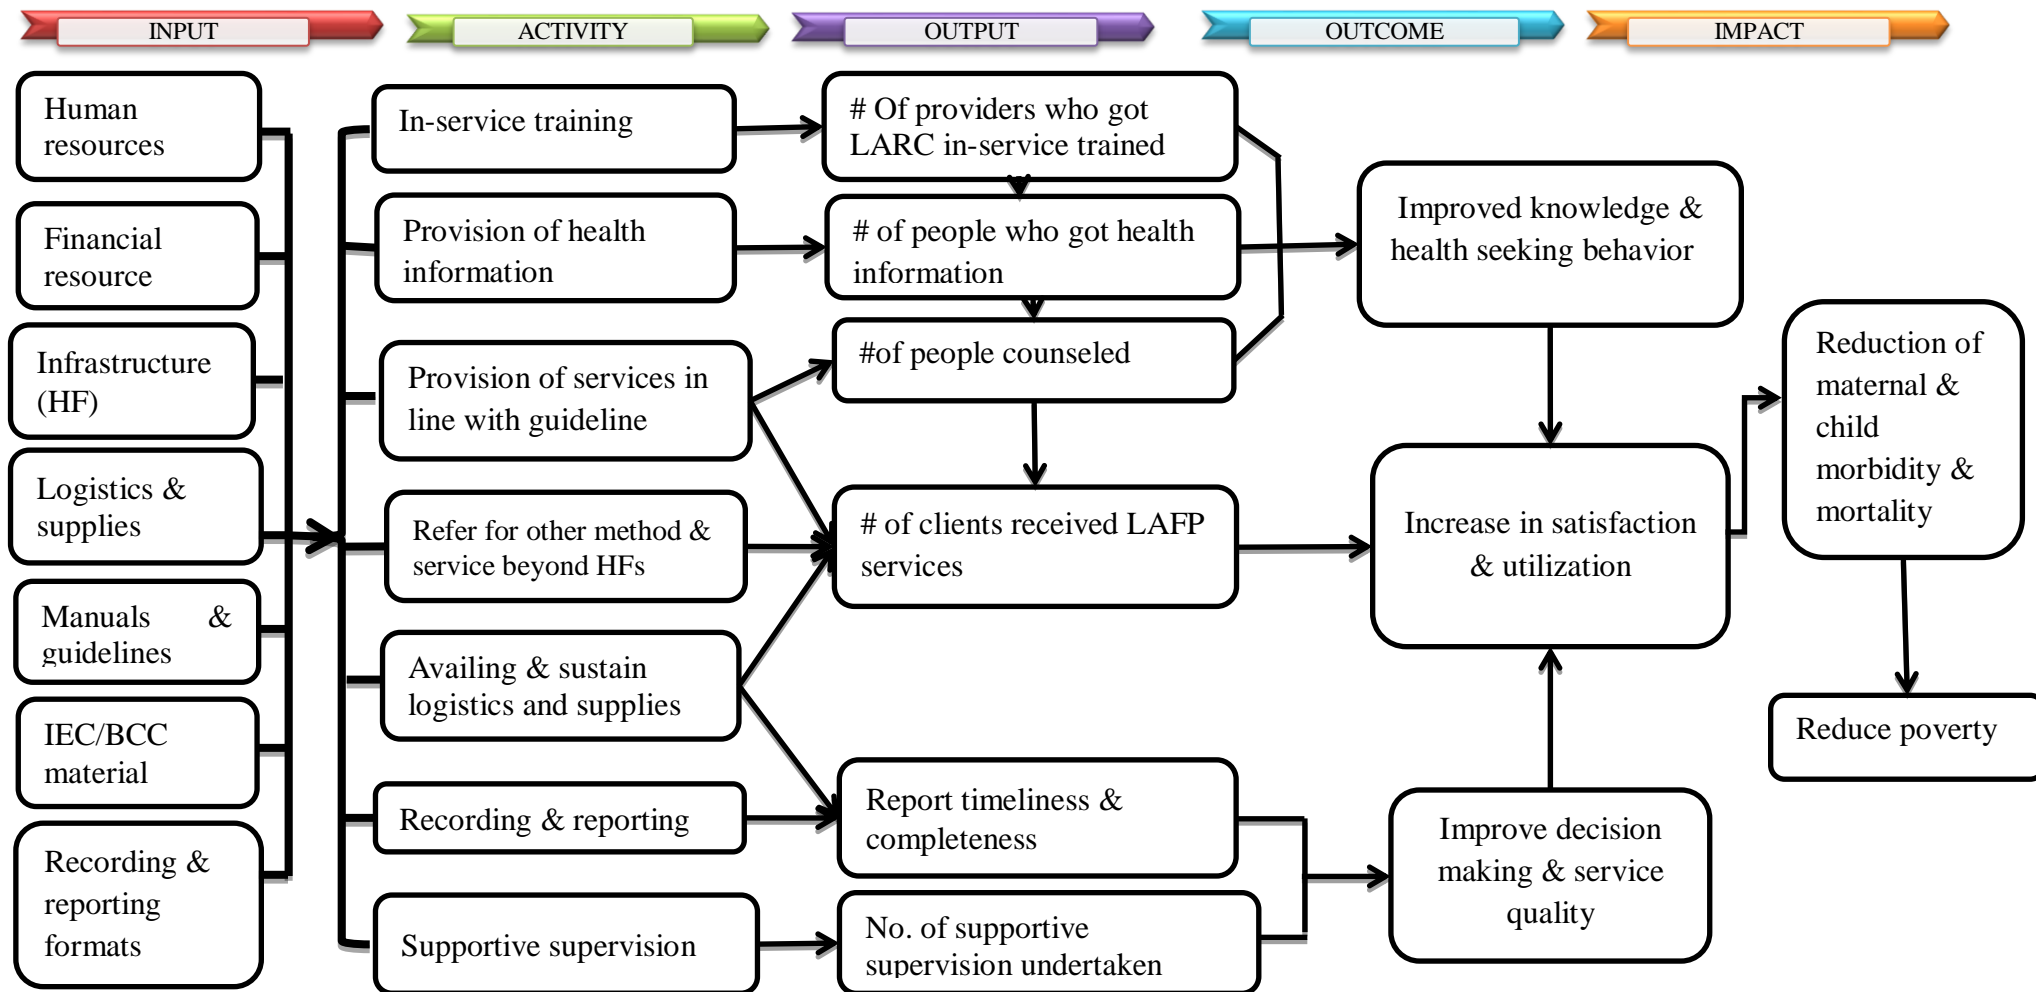 INPUT
ACTIVITY
OUTPUT
OUTCOME
IMPACT
Human
resources
Financial
resource
Infrastructure
(HF)
Logistics &
supplies
Manuals &
guidelines
IEC/BCC
material
Recording &
reporting
formats
In-service training
Provision of health
information
Provision of services in
line with guideline
Refer for other method &
service beyond HFs
Availing & sustain
logistics and supplies
Recording & reporting
Supportive supervision
# Of providers who got
LARC in-service trained
# of people who got health
information
#of people counseled
# of clients received LAFP
services
Report timeliness &
completeness
No. of supportive
supervision undertaken
Improved knowledge &
health seeking behavior
Increase in satisfaction
& utilization
Improve decision
making & service
quality
Reduction of
maternal &
child
morbidity &
mortality
Reduce poverty